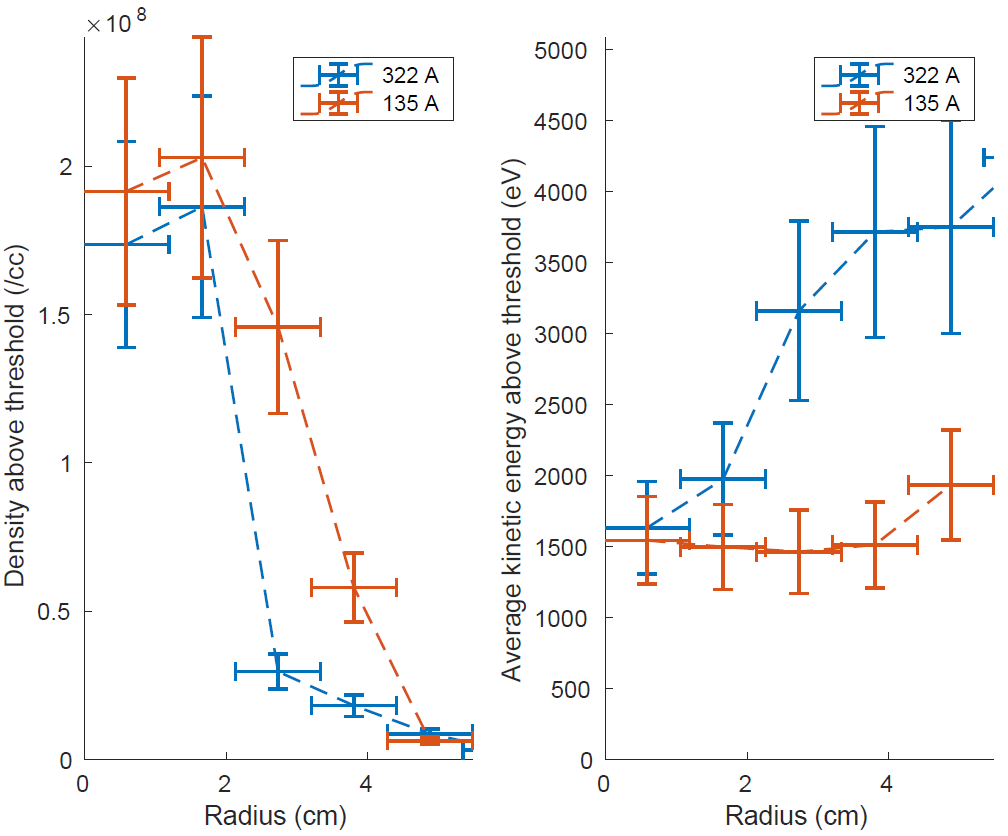 ×10⁸
322 A
135 A
2
1.5
1
0.5
0
0
2
4
Density above threshold (/cc)
Radius (cm)
322 A
135 A
5000
4500
4000
3500
3000
2500
2000
1500
1000
500
0
0
2
4
Average kinetic energy above threshold (eV)
Radius (cm)